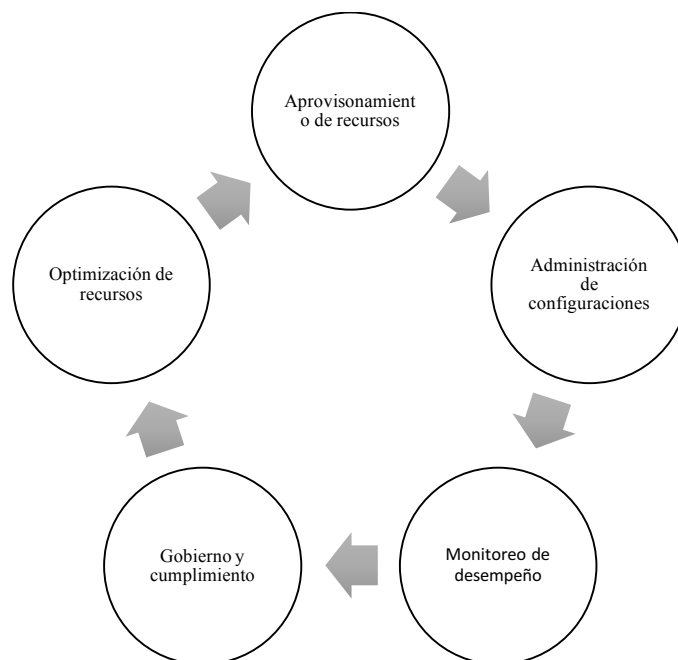 Aprovisonamient
o de recursos
Administración
de
configuraciones
Monitoreo de
desempeño
Gobierno y
cumplimiento
Optimización de
recursos